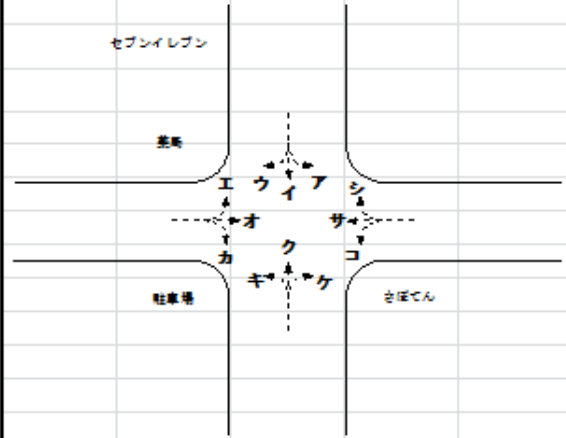 セブンイレブン
薬局
エ ウ イ ア シ
オ サ
カ ク コ
キ ケ
駐車場
さぼてん